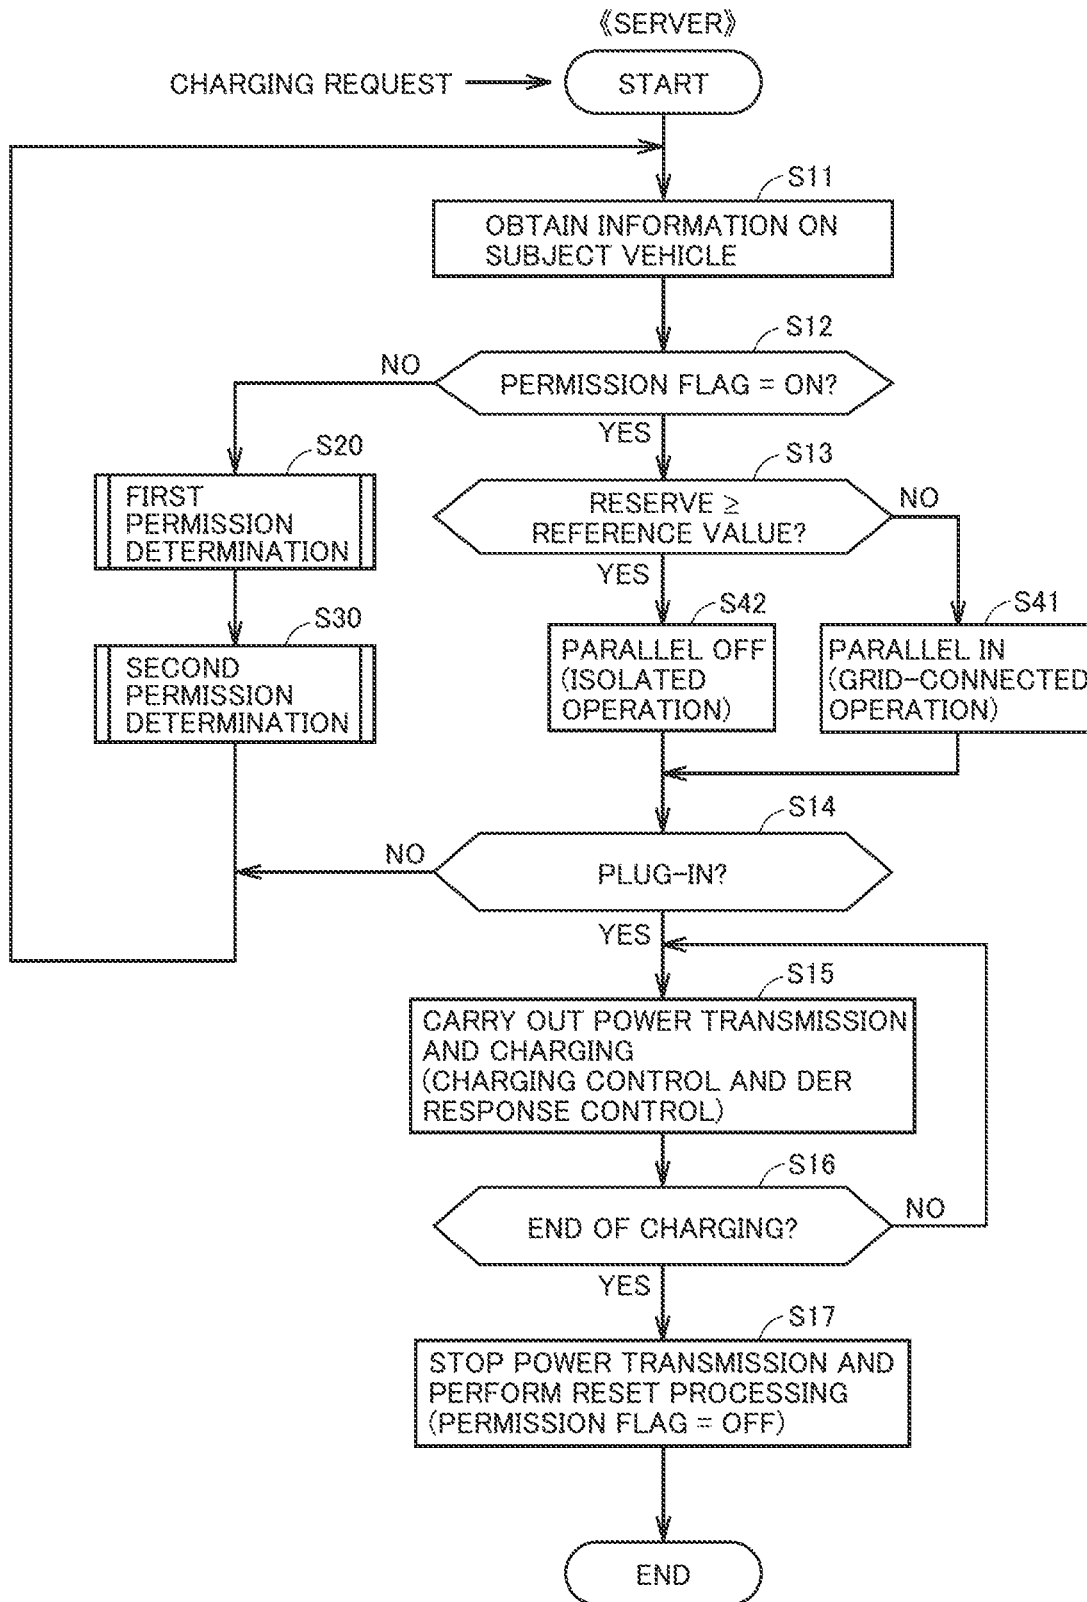 《SERVER》
CHARGING REQUEST
START
S11
OBTAIN INFORMATION ON
SUBJECT VEHICLE
S12
NO
PERMISSION FLAG = ON?
YES
S20
FIRST
PERMISSION
DETERMINATION
S13
RESERVE ≥
REFERENCE VALUE?
NO
YES
S30
SECOND
PERMISSION
DETERMINATION
S42
PARALLEL OFF
(ISOLATED
OPERATION)
S41
PARALLEL IN
(GRID-CONNECTED
OPERATION)
S14
NO
PLUG-IN?
YES
S15
CARRY OUT POWER TRANSMISSION
AND CHARGING
(CHARGING CONTROL AND DER
RESPONSE CONTROL)
S16
END OF CHARGING?
NO
YES
S17
STOP POWER TRANSMISSION AND
PERFORM RESET PROCESSING
(PERMISSION FLAG = OFF)
END